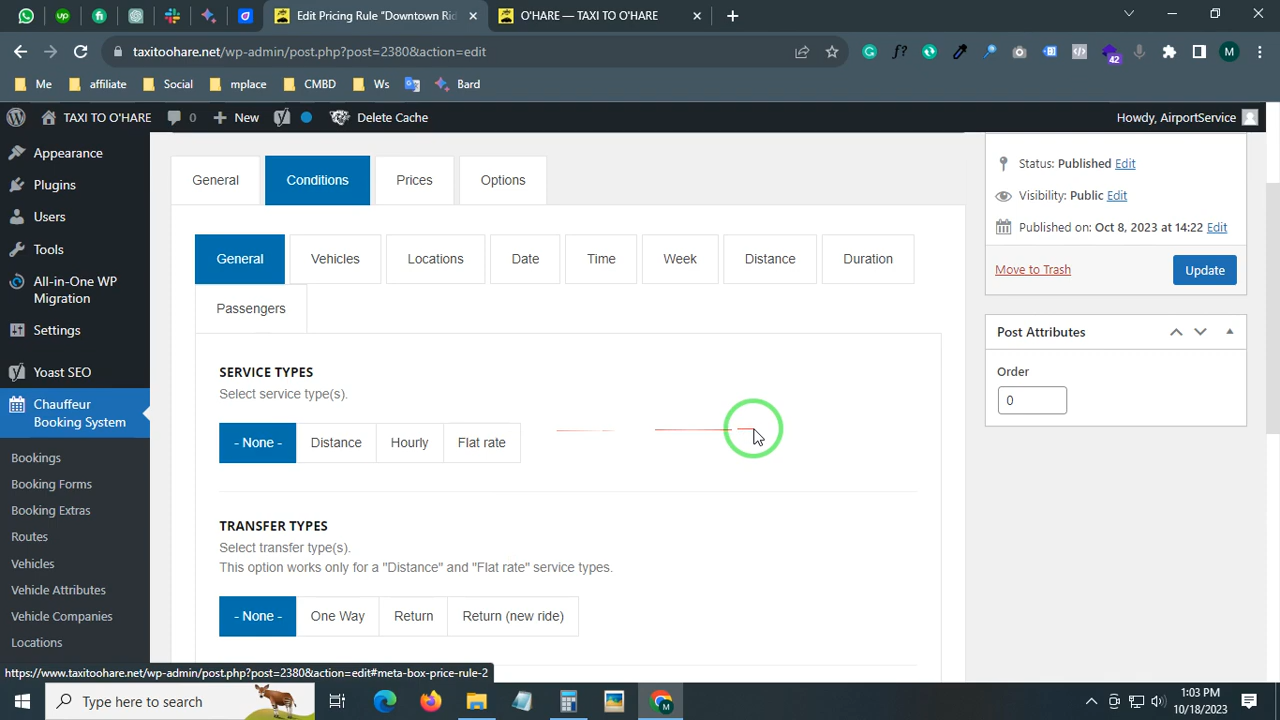 Edit Pricing Rule "Downtown Rid
O'HARE — TAXI TO O'HARE
taxitoohare.net/wp-admin/post.php?post=2380&action=edit
42
M
Me
affiliate
Social
mplace
CMBD
Ws
Bard
TAXI TO O'HARE
0
New
Delete Cache
Howdy, AirportService
Appearance
Plugins
Users
Tools
All-in-One WP
Migration
Settings
Yoast SEO
Chauffeur
Booking System
Bookings
Booking Forms
Booking Extras
Routes
Vehicles
Vehicle Attributes
Vehicle Companies
Locations
General
Conditions
Prices
Options
General
Vehicles
Locations
Date
Time
Week
Distance
Duration
Passengers
SERVICE TYPES
Select service type(s).
- None -
Distance
Hourly
Flat rate
TRANSFER TYPES
Select transfer type(s).
This option works only for a "Distance" and "Flat rate" service types.
- None -
One Way
Return
Return (new ride)
Status: Published Edit
Visibility: Public Edit
Published on: Oct 8, 2023 at 14:22 Edit
Move to Trash
Update
Post Attributes
Order
0
https://www.taxitoohare.net/wp-admin/post.php?post=2380&action=edit#meta-box-price-rule-2
Type here to search
1:03 PM
10/18/2023